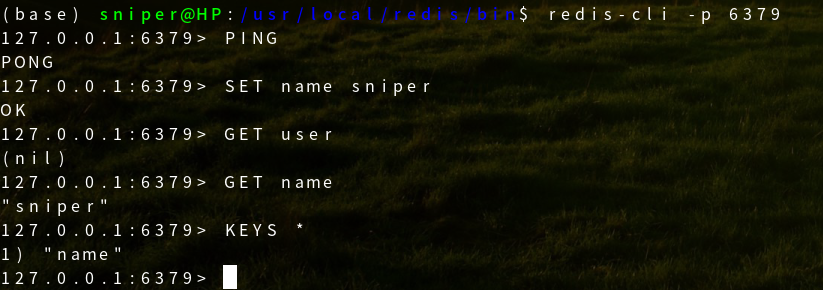 (base) sniper@HP:/usr/local/redis/bin$ redis-cli -p 6379
127.0.0.1:6379> PING
PONG
127.0.0.1:6379> SET name sniper
OK
127.0.0.1:6379> GET user
(nil)
127.0.0.1:6379> GET name
"sniper"
127.0.0.1:6379> KEYS *
1) "name"
127.0.0.1:6379>